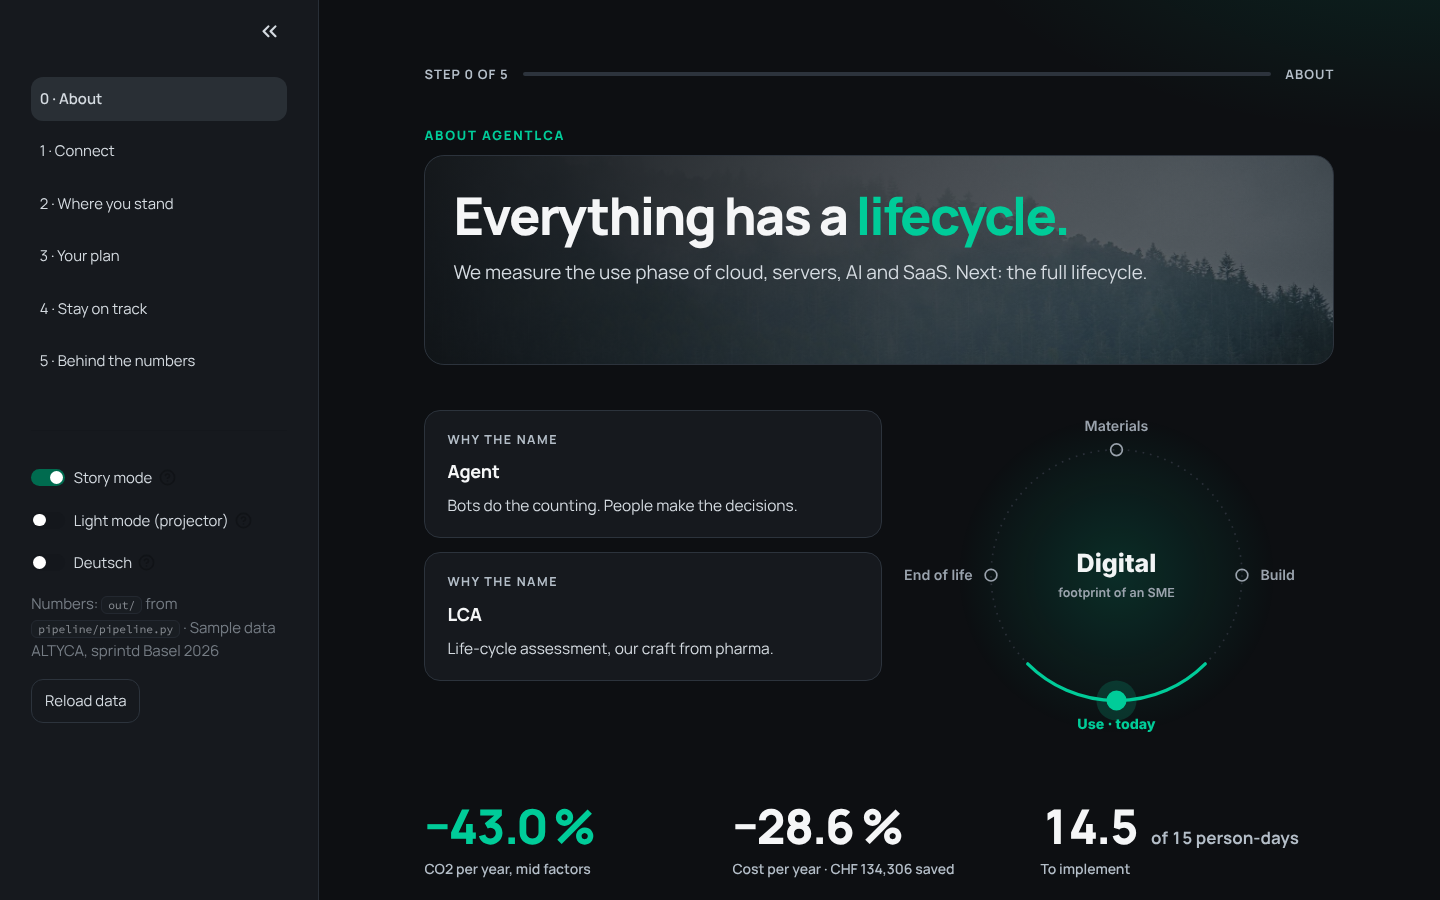 0 · About
1 · Connect
2 · Where you stand
3 · Your plan
4 · Stay on track
5 · Behind the numbers
Story mode
Light mode (projector)
Deutsch
Numbers: out/ from
pipeline/pipeline.py · Sample data
ALTYCA, sprintd Basel 2026
Reload data
STEP 0 OF 5
ABOUT
ABOUT AGENTLCA
Everything has a lifecycle.
We measure the use phase of cloud, servers, AI and SaaS. Next: the full lifecycle.
WHY THE NAME
Agent
Bots do the counting. People make the decisions.
WHY THE NAME
LCA
Life-cycle assessment, our craft from pharma.
Materials
End of life
Digital
footprint of an SME
Build
Use · today
−43.0 %
CO2 per year, mid factors
−28.6 %
Cost per year · CHF 134,306 saved
14.5 of 15 person-days
To implement